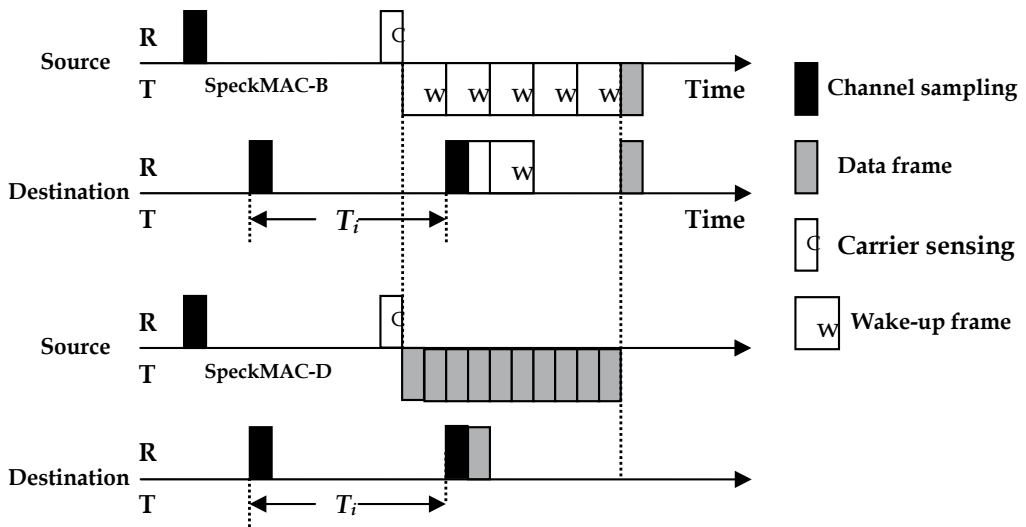 R C
Source
T SpeckMAC-B W W W W W Time
R W
Destination
T Tᵢ Time
R C
Source
T SpeckMAC-D
R
Destination
T Tᵢ
Channel sampling
Data frame
C Carrier sensing
W Wake-up frame